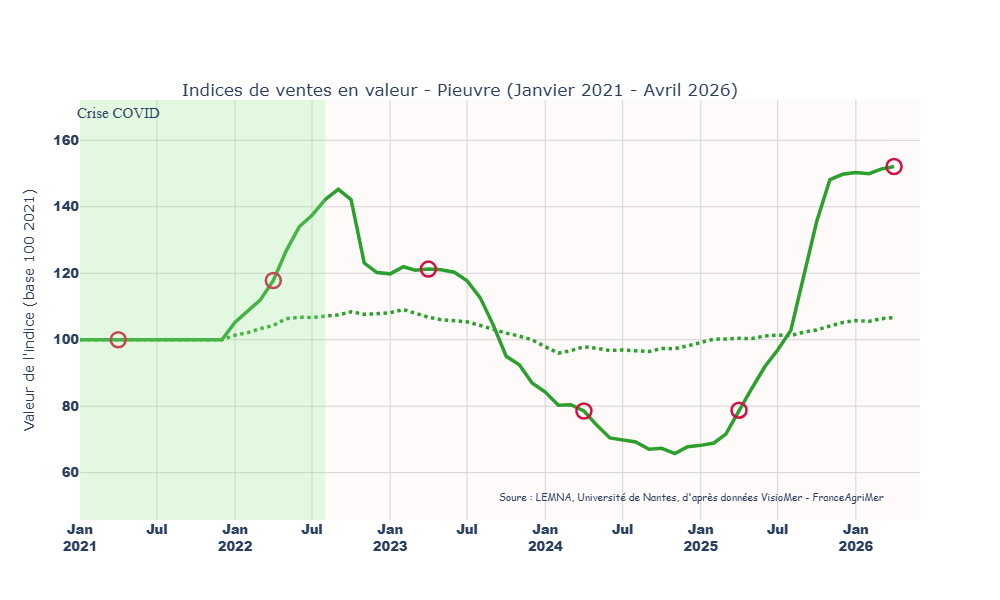 Indices de ventes en valeur - Pieuvre (Janvier 2021 - Avril 2026)
Crise COVID
Valeur de l'indice (base 100 2021)
160
140
120
100
80
60
Soure : LEMNA, Université de Nantes, d'après données VisioMer - FranceAgriMer
Jan Jul Jan Jul Jan Jul Jan Jul Jan Jul Jan
2021 2022 2023 2024 2025 2026